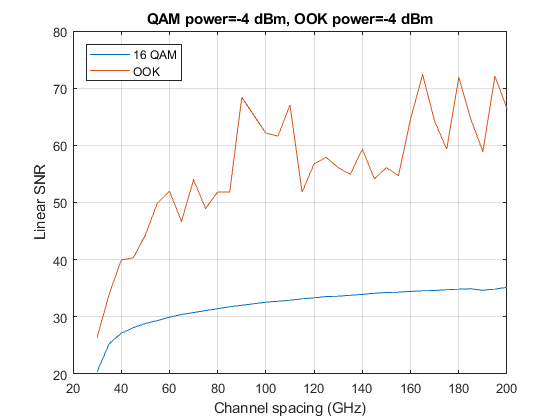 QAM power=-4 dBm, OOK power=-4 dBm
16 QAM
OOK
80
70
60
50
40
30
20
Linear SNR
20 40 60 80 100 120 140 160 180 200
Channel spacing (GHz)